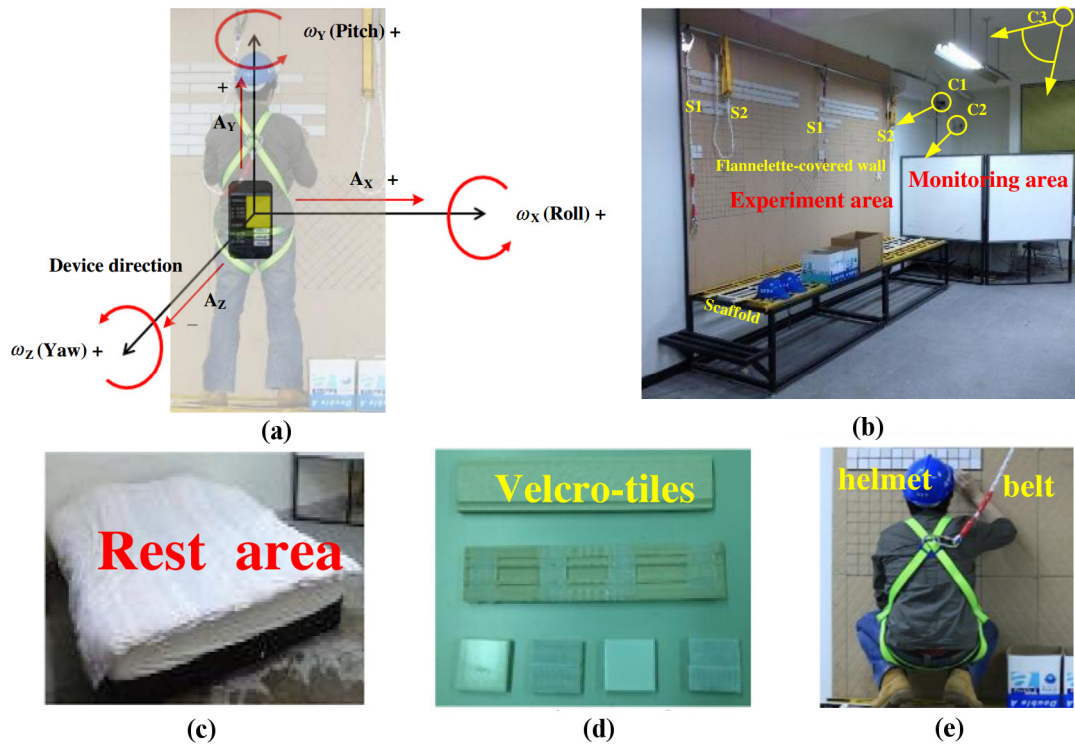 ωY (Pitch) +
+
AY
AX +
ωX (Roll) +
Device direction
AZ
−
ωZ (Yaw) +
(a)
C3
C1
C2
S1
S2
S1
S2
Flannelette-covered wall
Monitoring area
Experiment area
Scaffold
(b)
Rest area
(c)
Velcro-tiles
(d)
helmet
belt
Double A
(e)